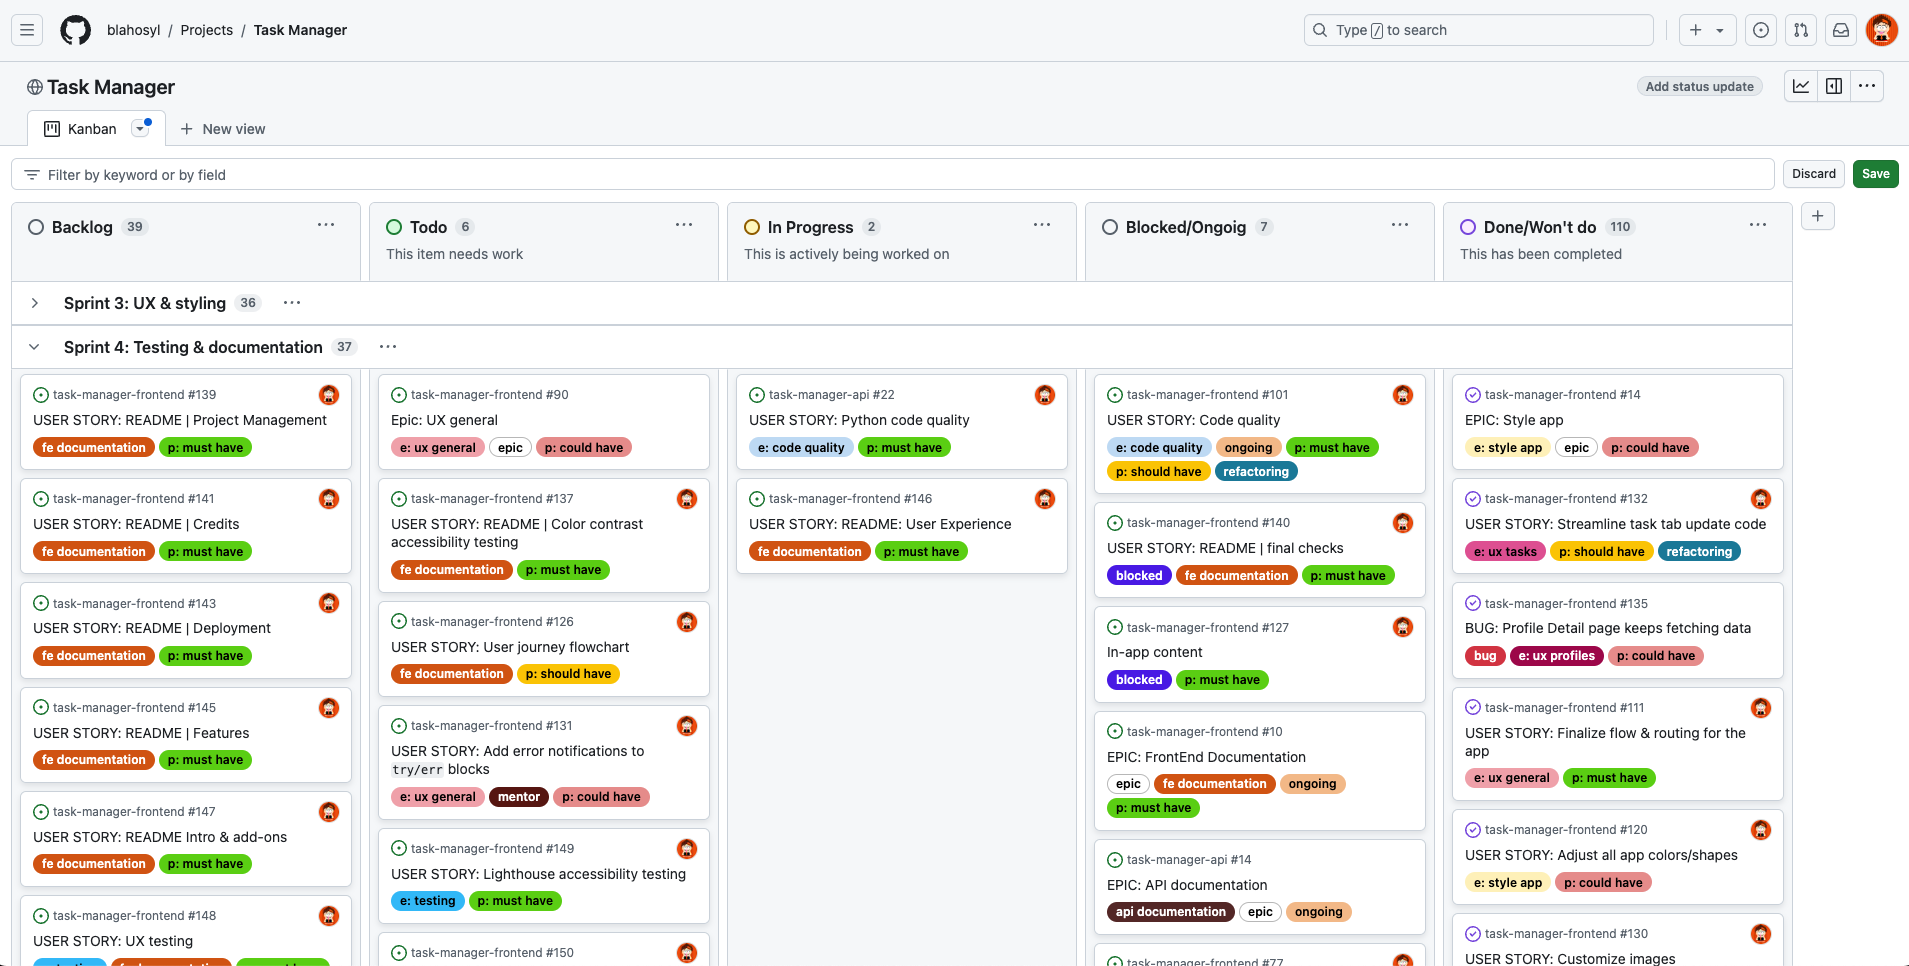 blahosyl / Projects / Task Manager
Type / to search
Task Manager
Add status update
Kanban
New view
Filter by keyword or by field
Discard
Save
Backlog 39
Todo 6
This item needs work
In Progress 2
This is actively being worked on
Blocked/Ongoig 7
Done/Won't do 110
This has been completed
Sprint 3: UX & styling 36
Sprint 4: Testing & documentation 37
task-manager-frontend #139
USER STORY: README | Project Management
fe documentation p: must have
task-manager-frontend #141
USER STORY: README | Credits
fe documentation p: must have
task-manager-frontend #143
USER STORY: README | Deployment
fe documentation p: must have
task-manager-frontend #145
USER STORY: README | Features
fe documentation p: must have
task-manager-frontend #147
USER STORY: README Intro & add-ons
fe documentation p: must have
task-manager-frontend #148
USER STORY: UX testing
task-manager-frontend #90
Epic: UX general
e: ux general epic p: could have
task-manager-frontend #137
USER STORY: README | Color contrast
accessibility testing
fe documentation p: must have
task-manager-frontend #126
USER STORY: User journey flowchart
fe documentation p: should have
task-manager-frontend #131
USER STORY: Add error notifications to
try/err blocks
e: ux general mentor p: could have
task-manager-frontend #149
USER STORY: Lighthouse accessibility testing
e: testing p: must have
task-manager-frontend #150
task-manager-api #22
USER STORY: Python code quality
e: code quality p: must have
task-manager-frontend #146
USER STORY: README: User Experience
fe documentation p: must have
task-manager-frontend #101
USER STORY: Code quality
e: code quality ongoing p: must have
p: should have refactoring
task-manager-frontend #140
USER STORY: README | final checks
blocked fe documentation p: must have
task-manager-frontend #127
In-app content
blocked p: must have
task-manager-frontend #10
EPIC: FrontEnd Documentation
epic fe documentation ongoing
p: must have
task-manager-api #14
EPIC: API documentation
api documentation epic ongoing
task-manager-frontend #77
task-manager-frontend #14
EPIC: Style app
e: style app epic p: could have
task-manager-frontend #132
USER STORY: Streamline task tab update code
e: ux tasks p: should have refactoring
task-manager-frontend #135
BUG: Profile Detail page keeps fetching data
bug e: ux profiles p: could have
task-manager-frontend #111
USER STORY: Finalize flow & routing for the
app
e: ux general p: must have
task-manager-frontend #120
USER STORY: Adjust all app colors/shapes
e: style app p: could have
task-manager-frontend #130
USER STORY: Customize images